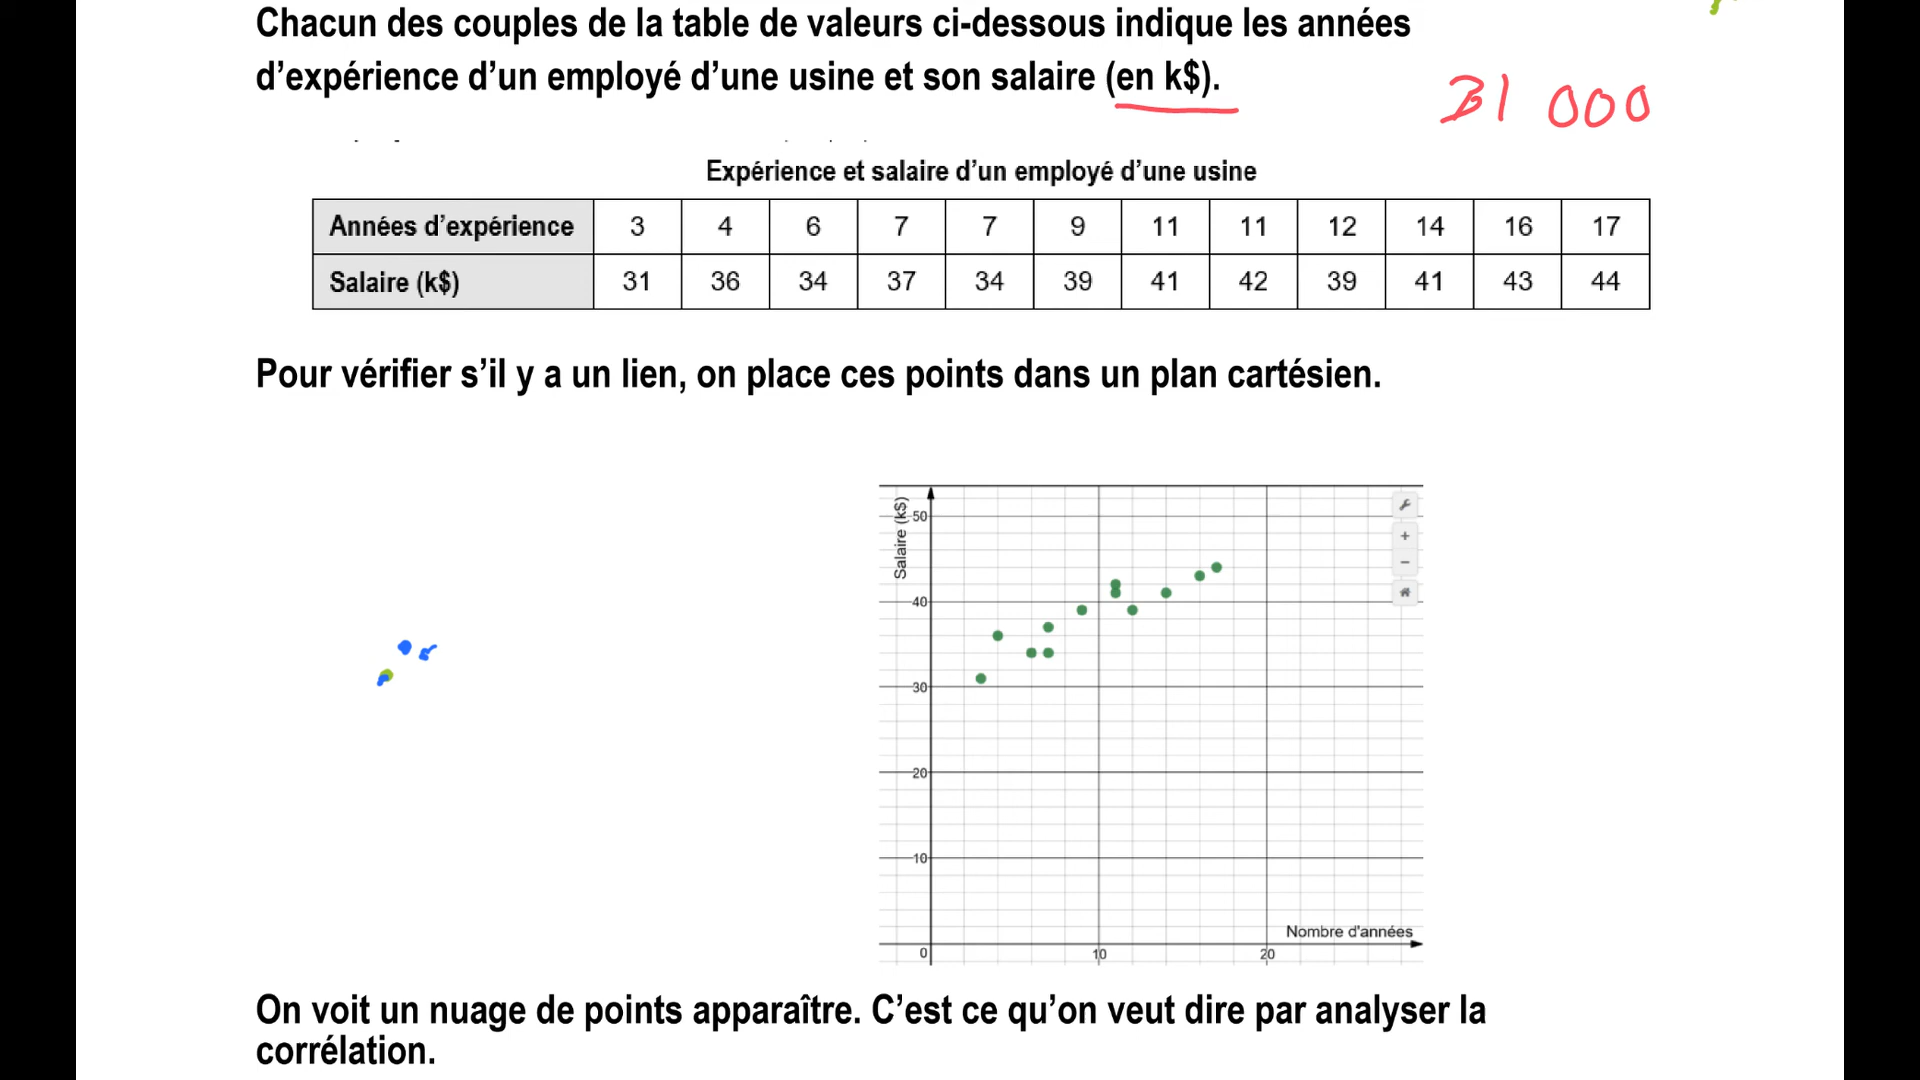 Chacun des couples de la table de valeurs ci-dessous indique les années
d’expérience d’un employé d’une usine et son salaire (en k$).
31 000
Expérience et salaire d’un employé d’une usine
Années d’expérience 3 4 6 7 7 9 11 11 12 14 16 17
Salaire (k$) 31 36 34 37 34 39 41 42 39 41 43 44
Pour vérifier s’il y a un lien, on place ces points dans un plan cartésien.
Salaire (k$)
50
40
30
20
10
Nombre d'années
0 10 20
On voit un nuage de points apparaître. C’est ce qu’on veut dire par analyser la
corrélation.